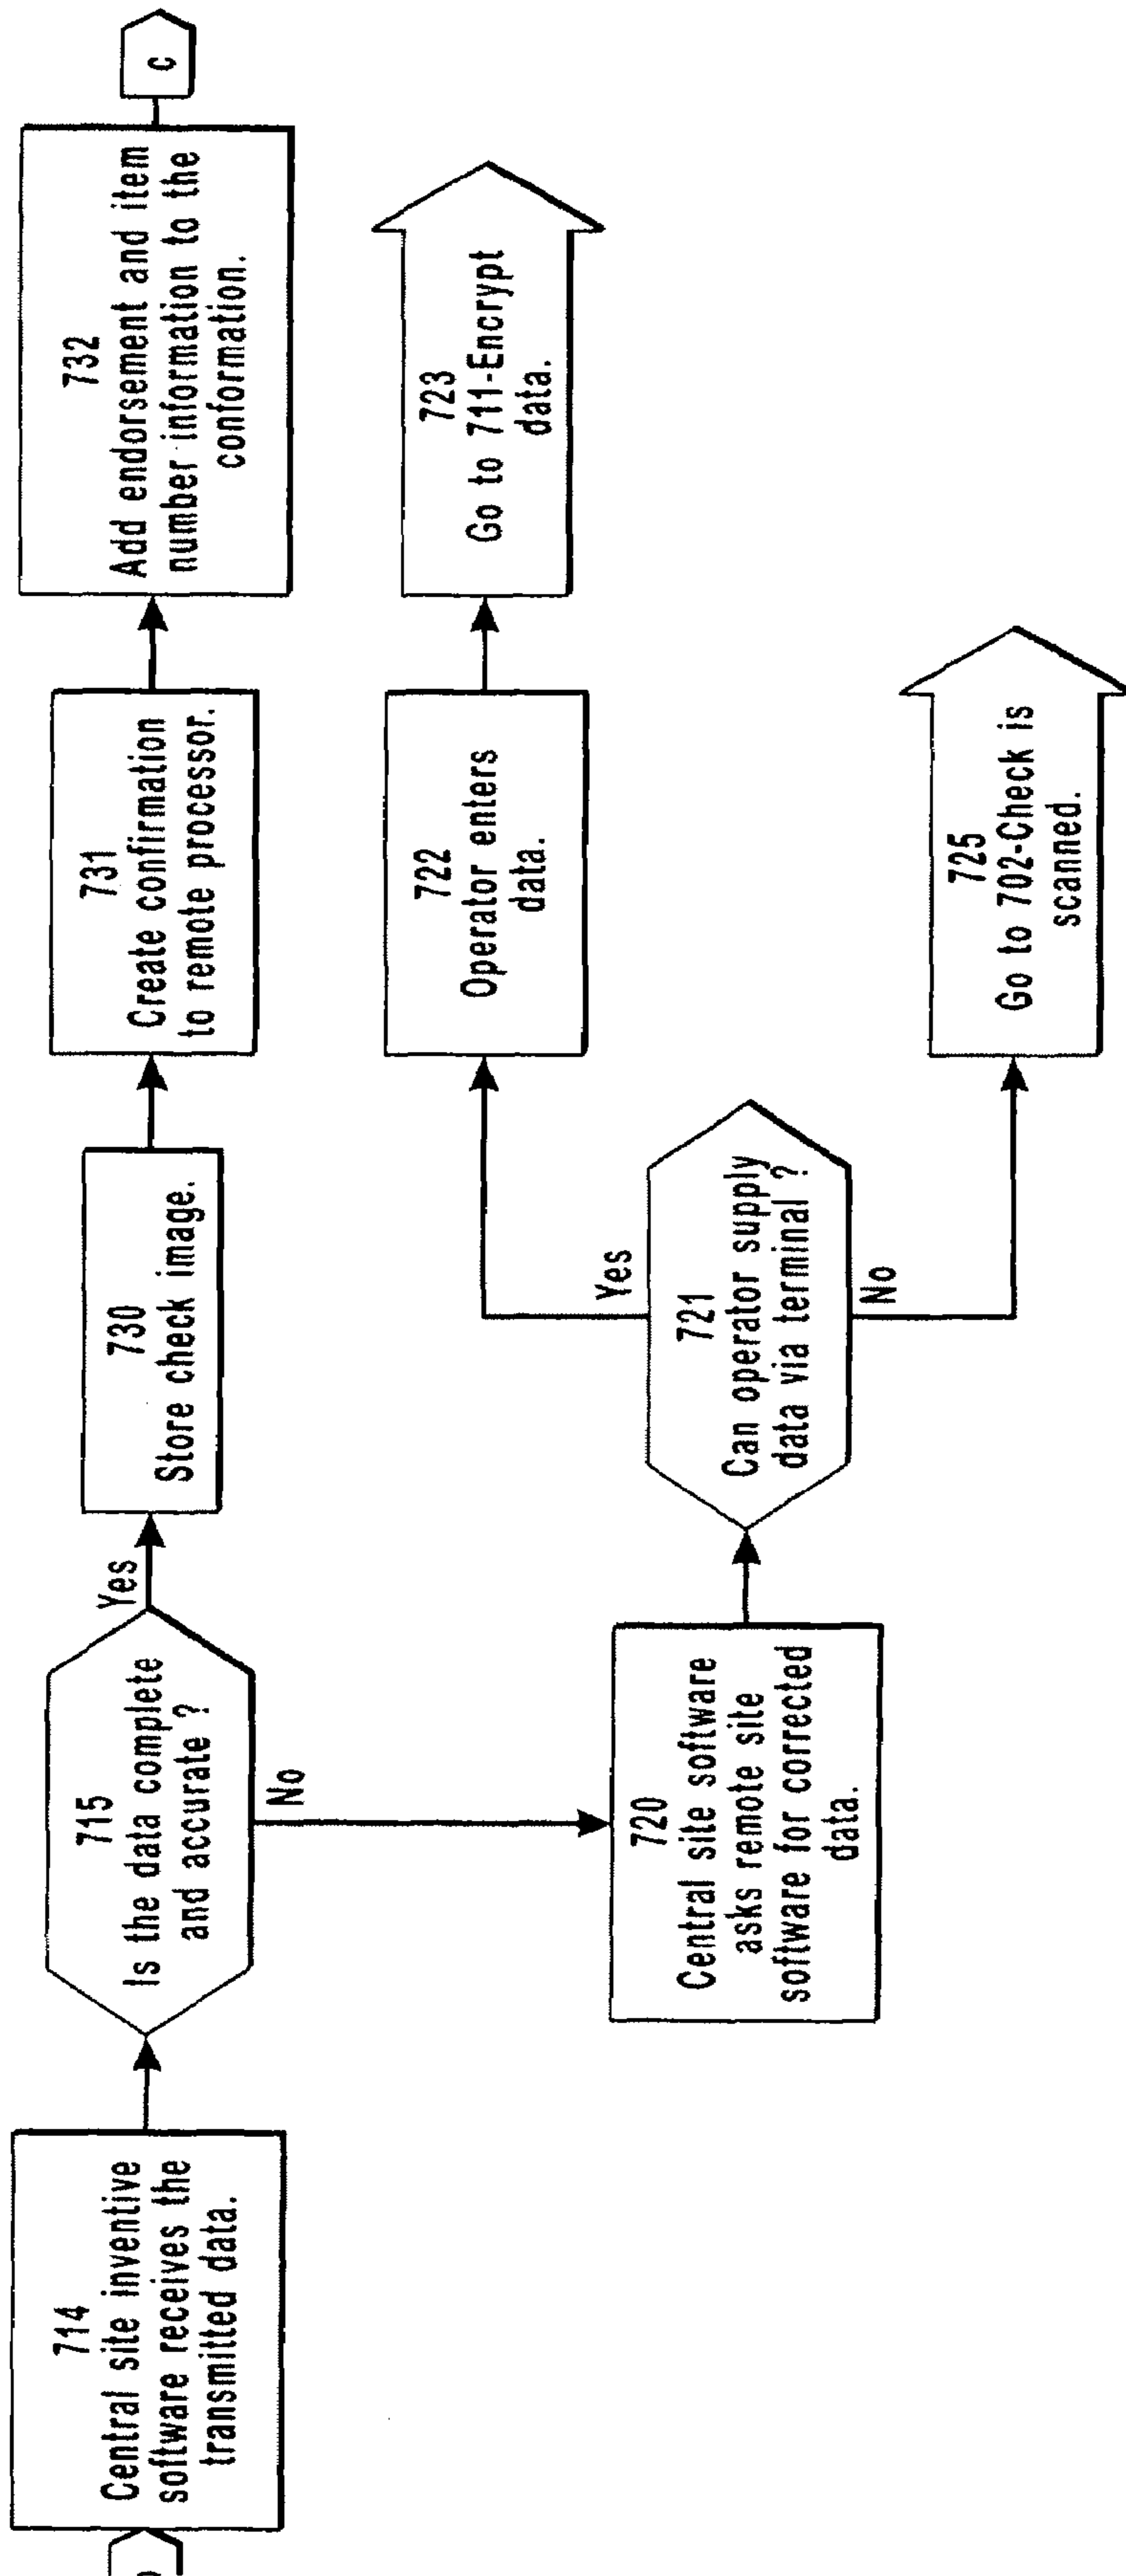 714
Central site inventive
software receives the
transmitted data.
715
Is the data complete
and accurate ?
Yes
No
730
Store check image.
731
Create confirmation
to remote processor.
732
Add endorsement and item
number information to the
conformation.
c
720
Central site software
asks remote site
software for corrected
data.
721
Can operator supply
data via terminal ?
Yes
No
722
Operator enters
data.
723
Go to 711-Encrypt
data.
725
Go to 702-Check is
scanned.